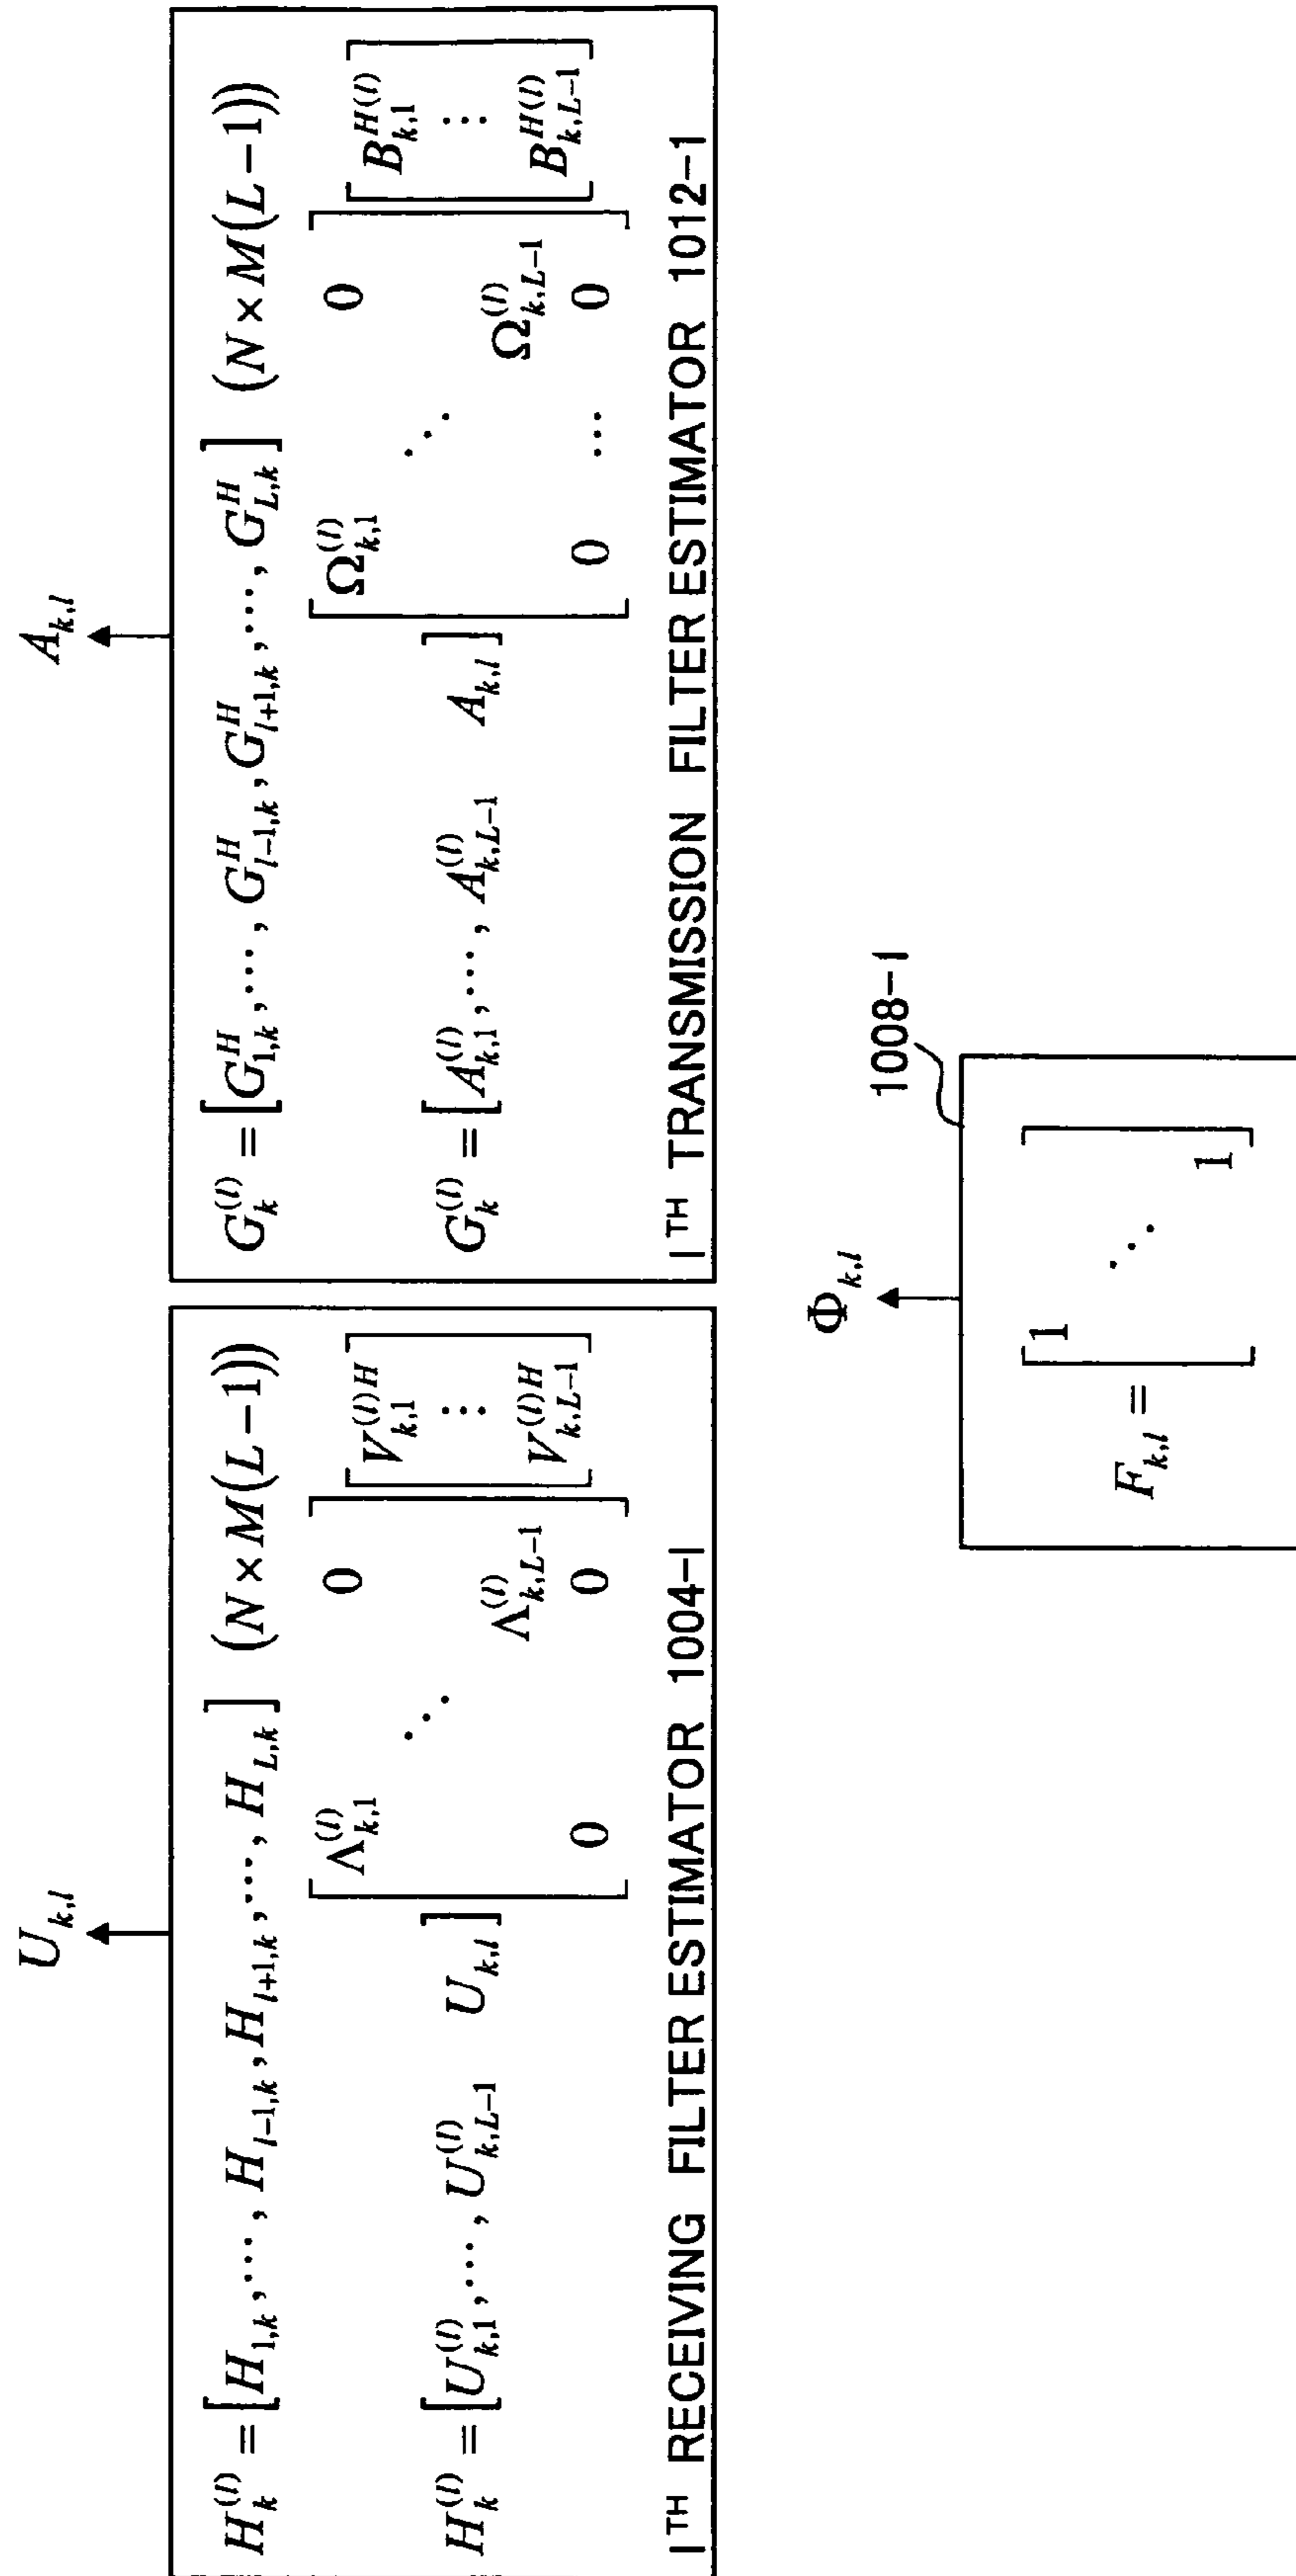 U_{k,l}
H_k^{(l)} = [H_{1,k}, ..., H_{l-1,k}, H_{l+1,k}, ..., H_{L,k}] (N × M(L-1))
H_k^{(l)} = [U_{k,1}^{(l)}, ..., U_{k,L-1}^{(l)} U_{k,l}] [Λ_{k,1}^{(l)} 0 ⋱ Λ_{k,L-1}^{(l)} 0 0] [V_{k,1}^{(l)H} ⋮ V_{k,L-1}^{(l)H}]
l TH RECEIVING FILTER ESTIMATOR 1004-l
A_{k,l}
G_k^{(l)} = [G_{1,k}^H, ..., G_{l-1,k}^H, G_{l+1,k}^H, ..., G_{L,k}^H] (N × M(L-1))
G_k^{(l)} = [A_{k,1}^{(l)}, ..., A_{k,L-1}^{(l)} A_{k,l}] [Ω_{k,1}^{(l)} 0 ⋱ Ω_{k,L-1}^{(l)} 0 ... 0] [B_{k,1}^{H(l)} ⋮ B_{k,L-1}^{H(l)}]
l TH TRANSMISSION FILTER ESTIMATOR 1012-1
Φ_{k,l}
1008-1
F_{k,l} = [1 ⋱ 1]